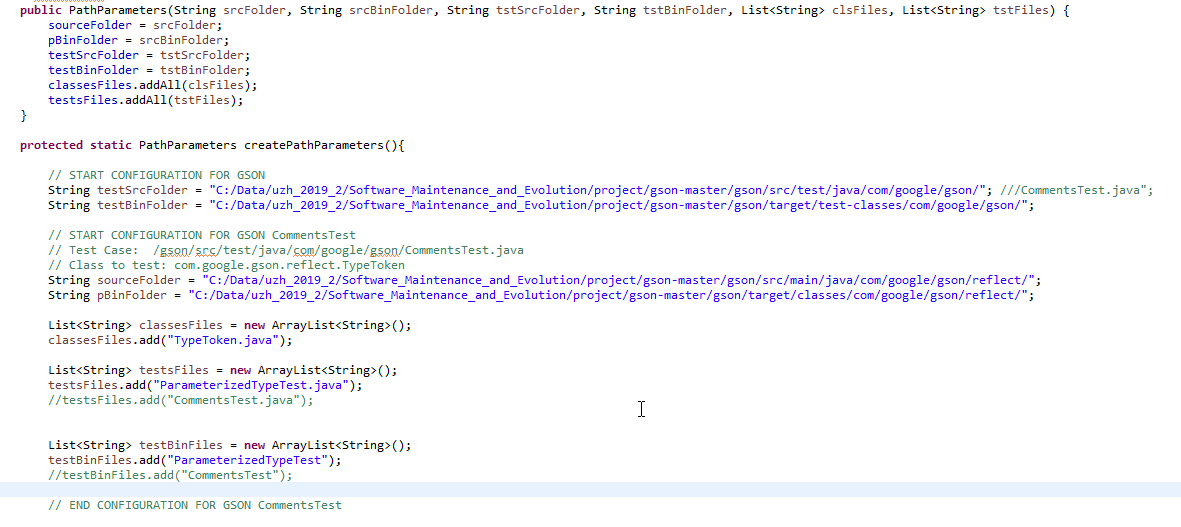 public PathParameters(String srcFolder, String srcBinFolder, String tstSrcFolder, String tstBinFolder, List<String> clsFiles, List<String> tstFiles) {
sourceFolder = srcFolder;
pBinFolder = srcBinFolder;
testSrcFolder = tstSrcFolder;
testBinFolder = tstBinFolder;
classesFiles.addAll(clsFiles);
testsFiles.addAll(tstFiles);
}
protected static PathParameters createPathParameters(){
// START CONFIGURATION FOR GSON
String testSrcFolder = "C:/Data/uzh_2019_2/Software_Maintenance_and_Evolution/project/gson-master/gson/src/test/java/com/google/gson/"; ///CommentsTest.java";
String testBinFolder = "C:/Data/uzh_2019_2/Software_Maintenance_and_Evolution/project/gson-master/gson/target/test-classes/com/google/gson/";
// START CONFIGURATION FOR GSON CommentsTest
// Test Case:  /gson/src/test/java/com/google/gson/CommentsTest.java
// Class to test: com.google.gson.reflect.TypeToken
String sourceFolder = "C:/Data/uzh_2019_2/Software_Maintenance_and_Evolution/project/gson-master/gson/src/main/java/com/google/gson/reflect/";
String pBinFolder = "C:/Data/uzh_2019_2/Software_Maintenance_and_Evolution/project/gson-master/gson/target/classes/com/google/gson/reflect/";
List<String> classesFiles = new ArrayList<String>();
classesFiles.add("TypeToken.java");
List<String> testsFiles = new ArrayList<String>();
testsFiles.add("ParameterizedTypeTest.java");
//testsFiles.add("CommentsTest.java");
List<String> testBinFiles = new ArrayList<String>();
testBinFiles.add("ParameterizedTypeTest");
//testBinFiles.add("CommentsTest");
// END CONFIGURATION FOR GSON CommentsTest